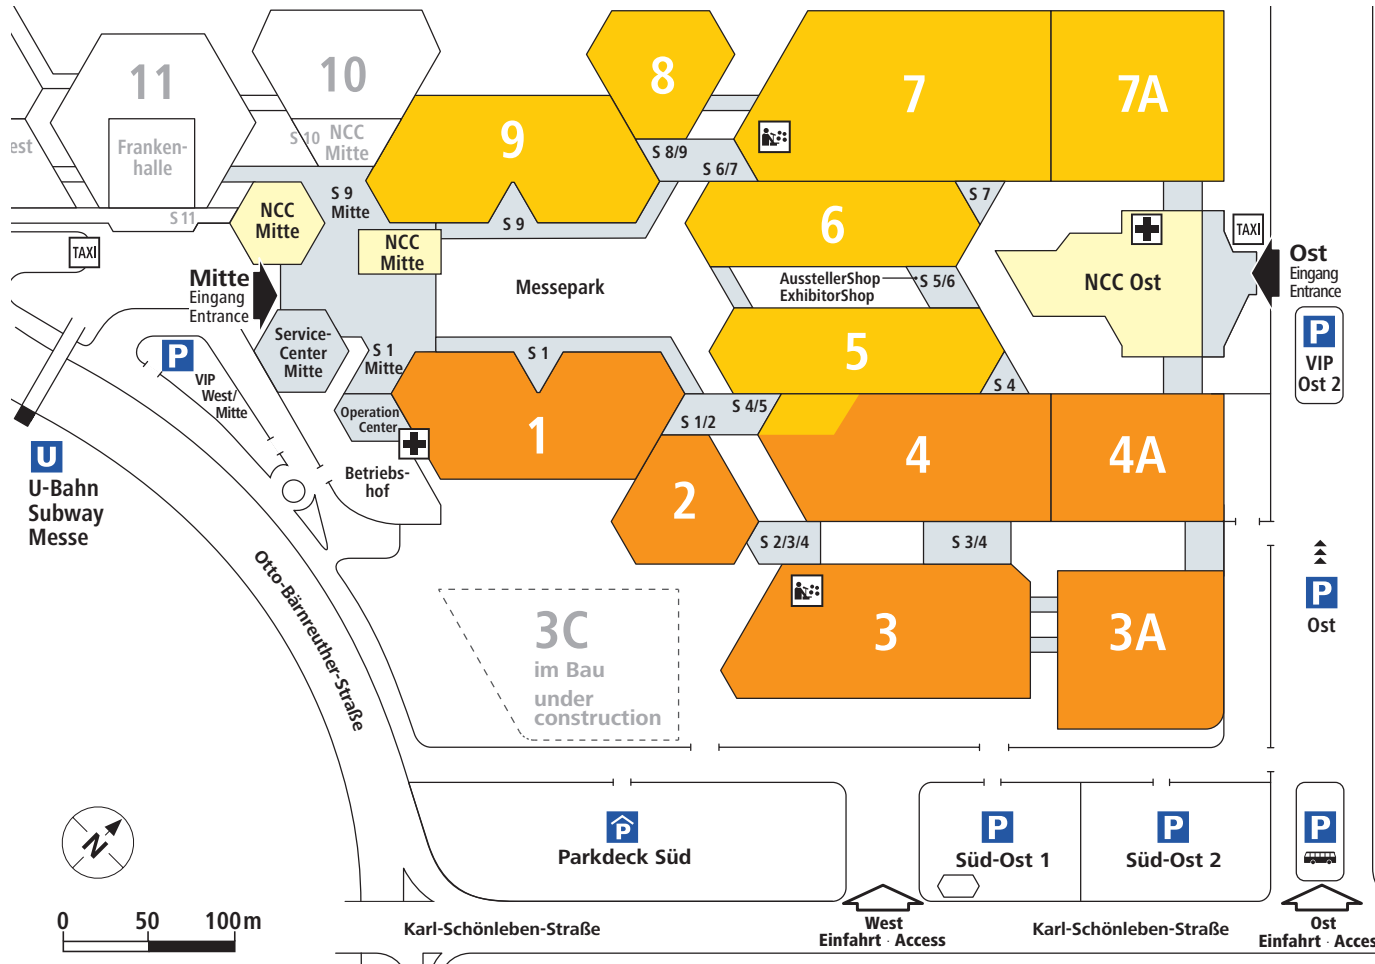 11
Franken-
halle
est
S 11
10
S 10
NCC
Mitte
9
S 9
Mitte
S 9
8
S 8/9
S 6/7
7
7A
6
S 7
NCC
Mitte
NCC
Mitte
TAXI
Mitte
Eingang
Entrance
Messepark
AusstellerShop
ExhibitorShop
S 5/6
NCC Ost
TAXI
Ost
Eingang
Entrance
P
VIP
Ost 2
Service-
Center
Mitte
S 1
Mitte
S 1
5
S 4
P
VIP
West/
Mitte
Operation
Center
1
S 4/5
S 1/2
4
4A
U
U-Bahn
Subway
Messe
Betriebs-
hof
2
S 2/3/4
S 3/4
Otto-Bärnreuther-Straße
3C
im Bau
under
construction
3
3A
P
Ost
N
0 50 100m
P
Parkdeck Süd
P
Süd-Ost 1
P
Süd-Ost 2
P
Karl-Schönleben-Straße
West
Einfahrt · Access
Karl-Schönleben-Straße
Ost
Einfahrt · Acces